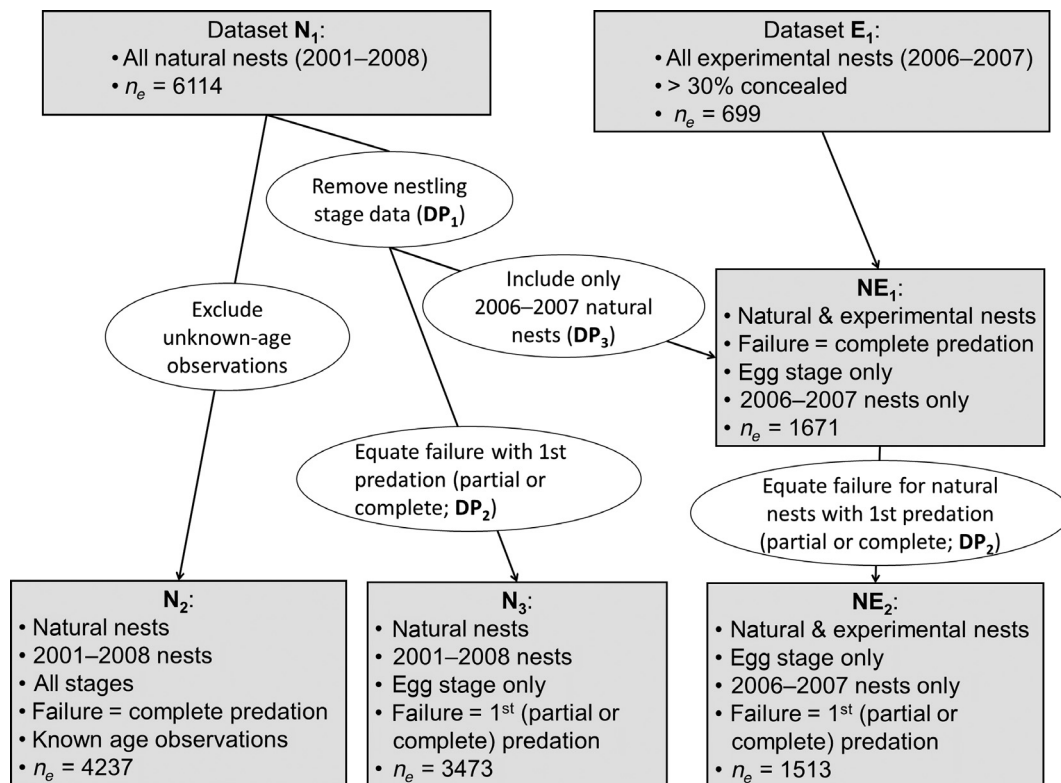 Dataset N₁:
• All natural nests (2001–2008)
• nₑ = 6114
Dataset E₁:
• All experimental nests (2006–2007)
• > 30% concealed
• nₑ = 699
Remove nestling
stage data (DP₁)
Include only
2006–2007 natural
nests (DP₃)
Exclude
unknown-age
observations
NE₁:
• Natural & experimental nests
• Failure = complete predation
• Egg stage only
• 2006–2007 nests only
• nₑ = 1671
Equate failure with 1st
predation (partial or
complete; DP₂)
Equate failure for natural
nests with 1st predation
(partial or complete; DP₂)
N₂:
• Natural nests
• 2001–2008 nests
• All stages
• Failure = complete predation
• Known age observations
• nₑ = 4237
N₃:
• Natural nests
• 2001–2008 nests
• Egg stage only
• Failure = 1ˢᵗ (partial or
complete) predation
• nₑ = 3473
NE₂:
• Natural & experimental nests
• Egg stage only
• 2006–2007 nests only
• Failure = 1ˢᵗ (partial or
complete) predation
• nₑ = 1513